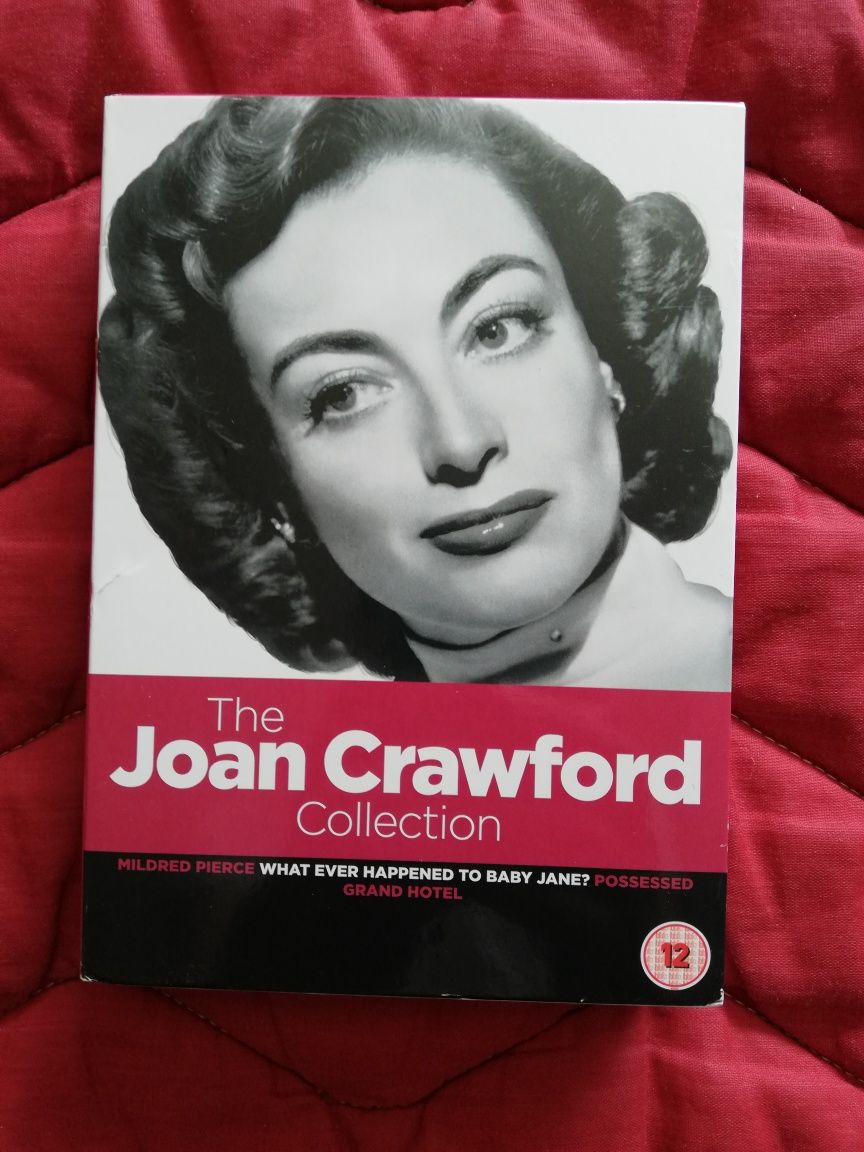 The
Joan Crawford
Collection
MILDRED PIERCE WHAT EVER HAPPENED TO BABY JANE? POSSESSED
GRAND HOTEL
12